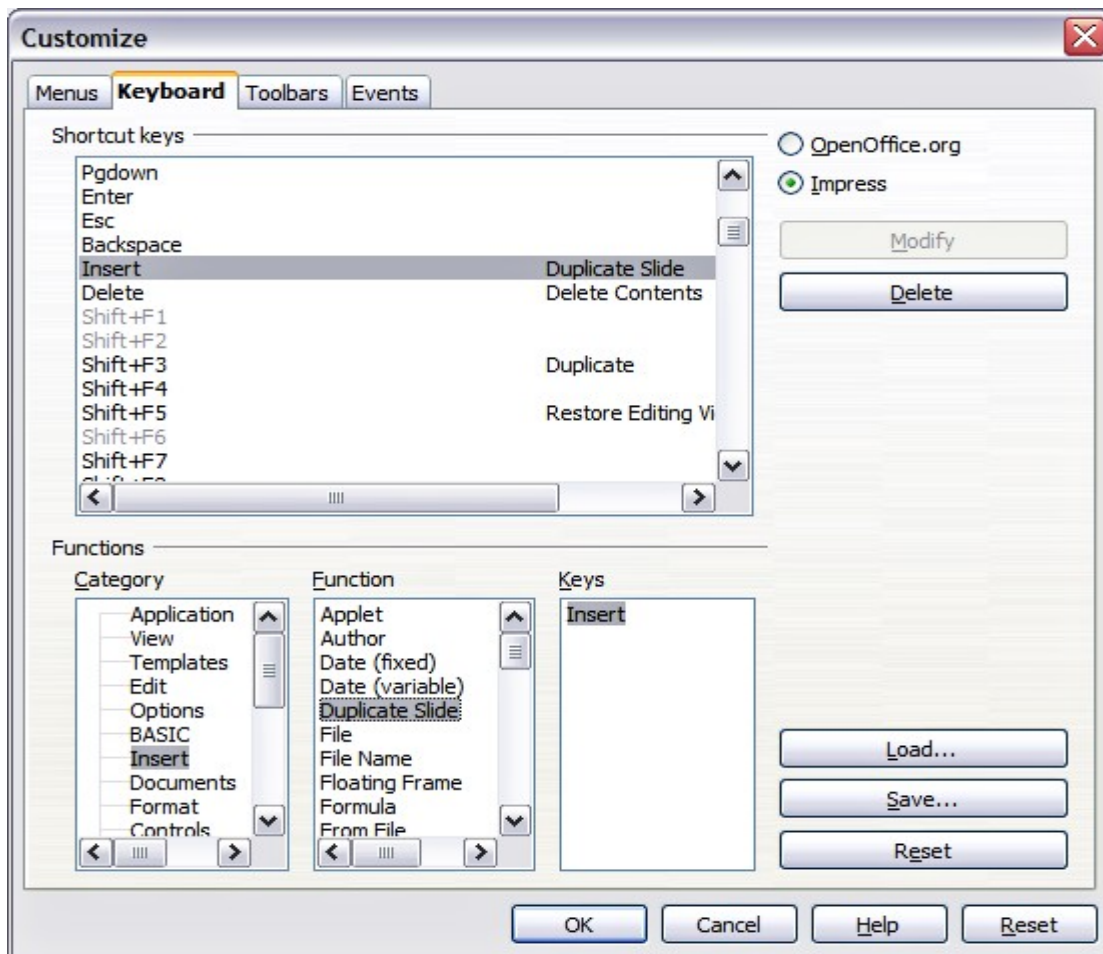 Customize
Menus Keyboard Toolbars Events
Shortcut keys
OpenOffice.org
Impress
Modify
Delete
Pgdown
Enter
Esc
Backspace
Insert Duplicate Slide
Delete Delete Contents
Shift+F1
Shift+F2
Shift+F3 Duplicate
Shift+F4
Shift+F5 Restore Editing Vi
Shift+F6
Shift+F7
Functions
Category
Application
View
Templates
Edit
Options
BASIC
Insert
Documents
Format
Controls
Function
Applet
Author
Date (fixed)
Date (variable)
Duplicate Slide
File
File Name
Floating Frame
Formula
From File
Keys
Insert
Load...
Save...
Reset
OK Cancel Help Reset